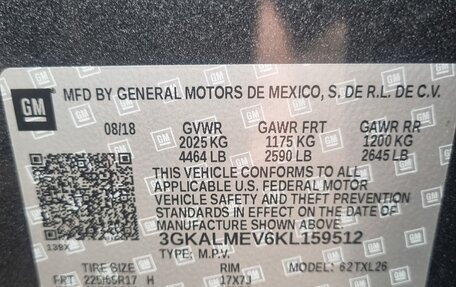 GM MFD BY GENERAL MOTORS DE MEXICO, S. DE R.L. DE C.V.
08/18 GVWR GAWR FRT GAWR RR
2025 KG 1175 KG 1200 KG
4464 LB 2590 LB 2645 LB
THIS VEHICLE CONFORMS TO ALL
APPLICABLE U.S. FEDERAL MOTOR
VEHICLE SAFETY AND THEFT PREVENTION
STANDARDS IN EFFECT ON THE DATE OF
MANUFACTURE SHOWN ABOVE.
139X 3GKALMEV6KL159512
TYPE: M.P.V. MODEL: 62TXL26
TIRE SIZE RIM
FRT 225/65R17 H 17X7J